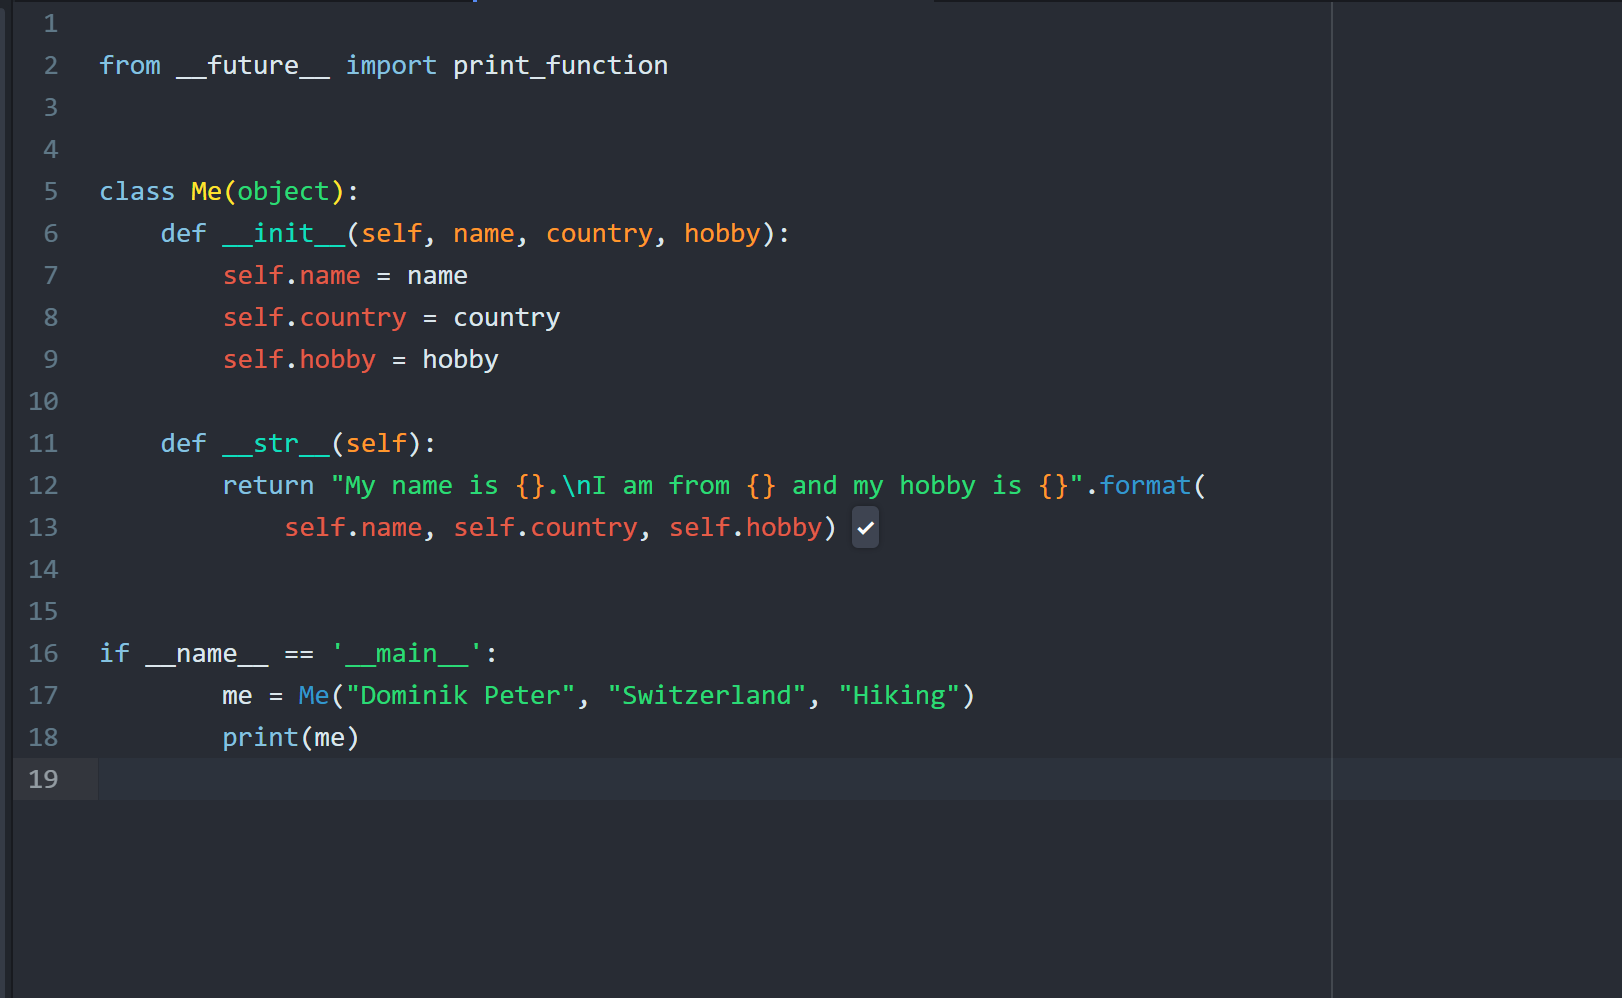 1
2 from __future__ import print_function
3
4
5 class Me(object):
6     def __init__(self, name, country, hobby):
7         self.name = name
8         self.country = country
9         self.hobby = hobby
10
11     def __str__(self):
12         return "My name is {}.\nI am from {} and my hobby is {}".format(
13             self.name, self.country, self.hobby)
14
15
16 if __name__ == '__main__':
17         me = Me("Dominik Peter", "Switzerland", "Hiking")
18         print(me)
19